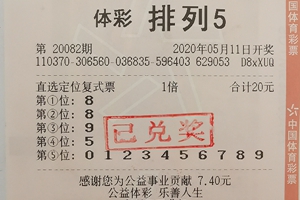 体彩 排列5
第 20082期 2020年05月11日开奖
110370-306560-038835-596403 629053 D8xXUQ
直选定位复式票 1倍 合计20元
第①位: 8
第②位: 8
第③位: 9
第④位: 5
第⑤位: 0 1 2 3 4 5 6 7 8 9
已兑奖
感谢您为公益事业贡献 7.40元
公益体彩 乐善人生
国体育彩票
中国体育彩票